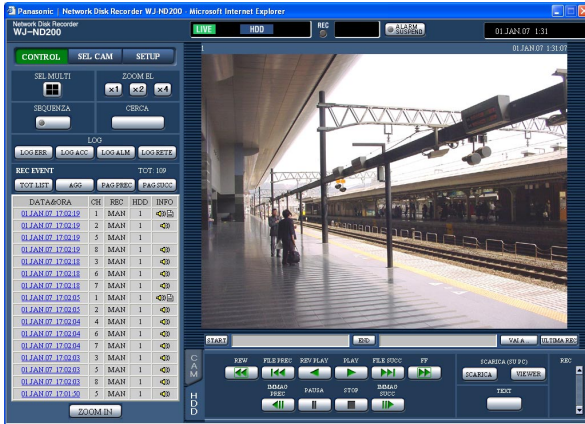 Panasonic | Network Disk Recorder WJ-ND200 - Microsoft Internet Explorer
Network Disk Recorder
WJ-ND200
LIVE HDD REC ALARM SUSPEND 01.JAN.07 1:31
CONTROL SEL CAM SETUP
1 01.JAN.07 1:31:07
SEL MULTI ZOOM EL
x1 x2 x4
SEQUENZA CERCA
LOG
LOG ERR LOG ACC LOG ALM LOG RETE
REC EVENT TOT: 109
TOT LIST AGG PAG PREC PAG SUCC
DATA&ORA CH REC HDD INFO
01.JAN.07 17:02:19 1 MAN 1
01.JAN.07 17:02:19 2 MAN 1
01.JAN.07 17:02:19 5 MAN 1
01.JAN.07 17:02:19 8 MAN 1
01.JAN.07 17:02:18 3 MAN 1
01.JAN.07 17:02:18 6 MAN 1
01.JAN.07 17:02:18 7 MAN 1
01.JAN.07 17:02:05 1 MAN 1
01.JAN.07 17:02:05 2 MAN 1
01.JAN.07 17:02:04 4 MAN 1
01.JAN.07 17:02:04 6 MAN 1
01.JAN.07 17:02:04 7 MAN 1
01.JAN.07 17:02:03 3 MAN 1
01.JAN.07 17:02:03 5 MAN 1
01.JAN.07 17:02:03 8 MAN 1
01.JAN.07 17:01:50 5 MAN 1
ZOOM IN
START END VAI A ... ULTIMA REC
CAM
HDD
REW FILE PREC REV PLAY PLAY FILE SUCC FF
IMMAG PREC PAUSA STOP IMMAG SUCC
SCARICA (SU PC) REC
SCARICA VIEWER
TEXT